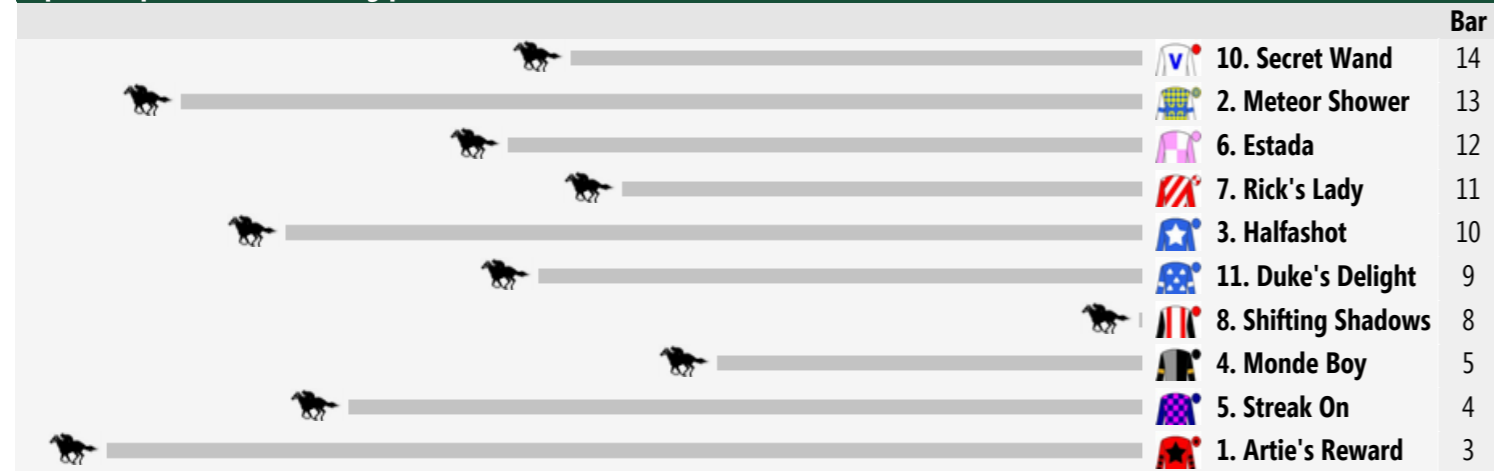 Bar
10. Secret Wand 14
2. Meteor Shower 13
6. Estada 12
7. Rick's Lady 11
3. Halfashot 10
11. Duke's Delight 9
8. Shifting Shadows 8
4. Monde Boy 5
5. Streak On 4
1. Artie's Reward 3